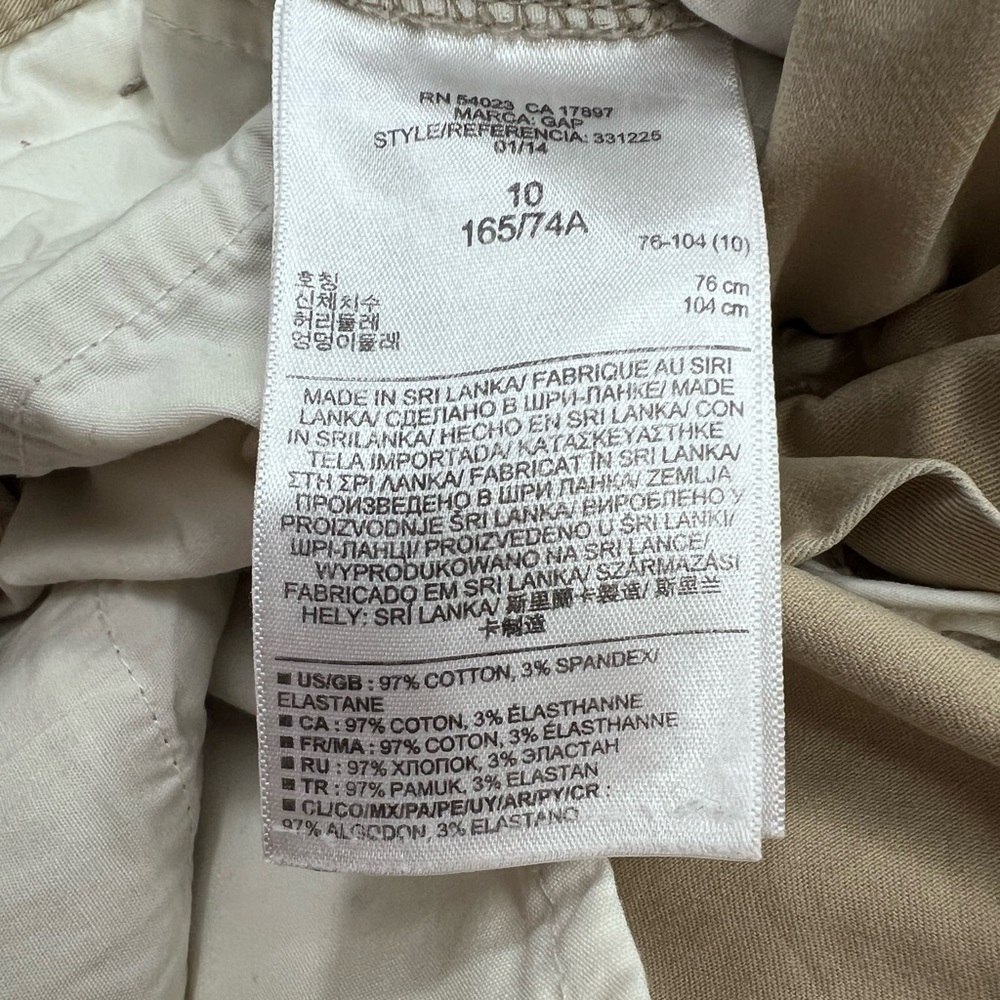 RN 54023 CA 17897
MARCA: GAP
STYLE/REFERENCIA: 331225
01/14
10
165/74A
76-104 (10)
호칭
신체치수
허리둘레 76 cm
엉덩이둘레 104 cm
MADE IN SRI LANKA/ FABRIQUE AU SIRI
LANKA/ СДЕЛАНО В ШРИ-ЛАНКЕ/ MADE
IN SRILANKA/ HECHO EN SRI LANKA/ CON
TELA IMPORTADA/ ΚΑΤΑΣΚΕΥΑΣΤΗΚΕ
ΣΤΗ ΣΡΙ ΛΑΝΚΑ/ FABRICAT ÎN SRI LANKA/
ПРОИЗВЕДЕНО В ШРИ ЛАНКА/ ZEMLJA
PROIZVODNJE ŠRI LANKA/ ВИРОБЛЕНО У
ШРІ-ЛАНЦІ/ PROIZVEDENO U ŠRI LANKI/
WYPRODUKOWANO NA SRI LANCE/
FABRICADO EM SRI LANKA/ SZÁRMAZÁSI
HELY: SRÍ LANKA/ 斯里蘭卡製造/ 斯里兰
卡制造
■ US/GB : 97% COTTON, 3% SPANDEX/
ELASTANE
■ CA : 97% COTON, 3% ÉLASTHANNE
■ FR/MA : 97% COTON, 3% ÉLASTHANNE
■ RU : 97% ХЛОПОК, 3% ЭЛАСТАН
■ TR : 97% PAMUK, 3% ELASTAN
■ CL/CO/MX/PA/PE/UY/AR/PY/CR :
97% ALGODON, 3% ELASTANO